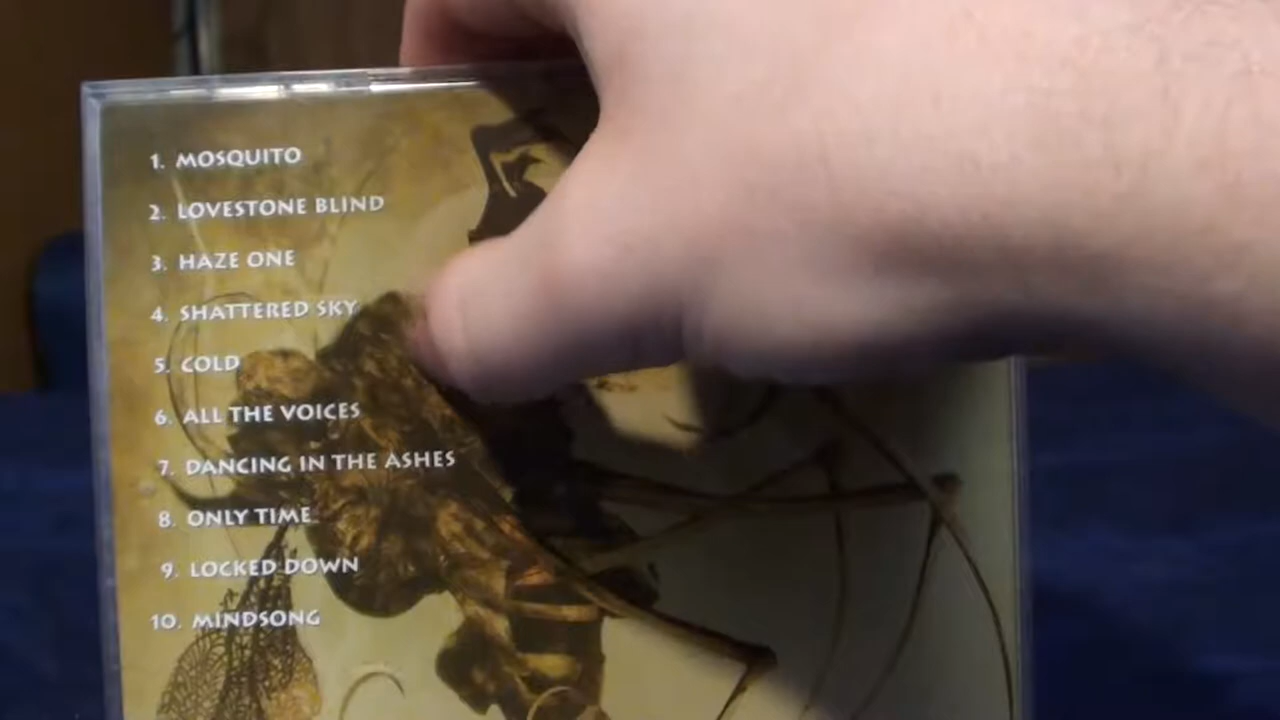 1. MOSQUITO
2. LOVESTONE BLIND
3. HAZE ONE
4. SHATTERED SKY
5. COLD
6. ALL THE VOICES
7. DANCING IN THE ASHES
8. ONLY TIME
9. LOCKED DOWN
10. MINDSONG